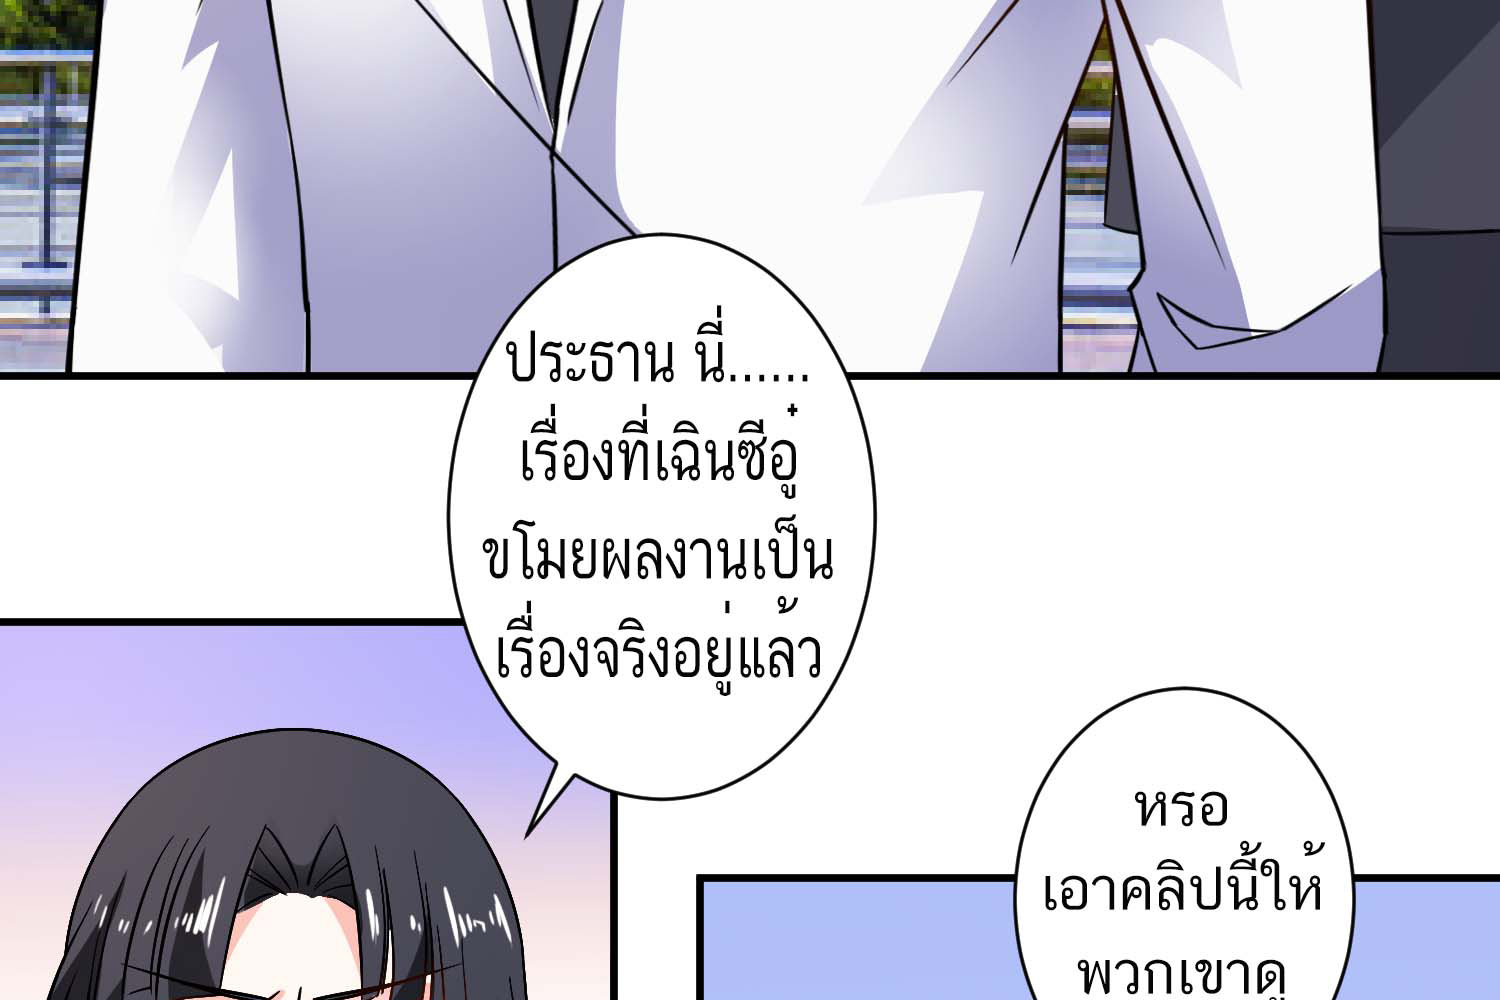 ประธาน นี่......
เรื่องที่เฉินซีอู๋
ขโมยผลงานเป็น
เรื่องจริงอยู่แล้ว
หรอ
เอาคลิปนี้ให้
พวกเขาดู